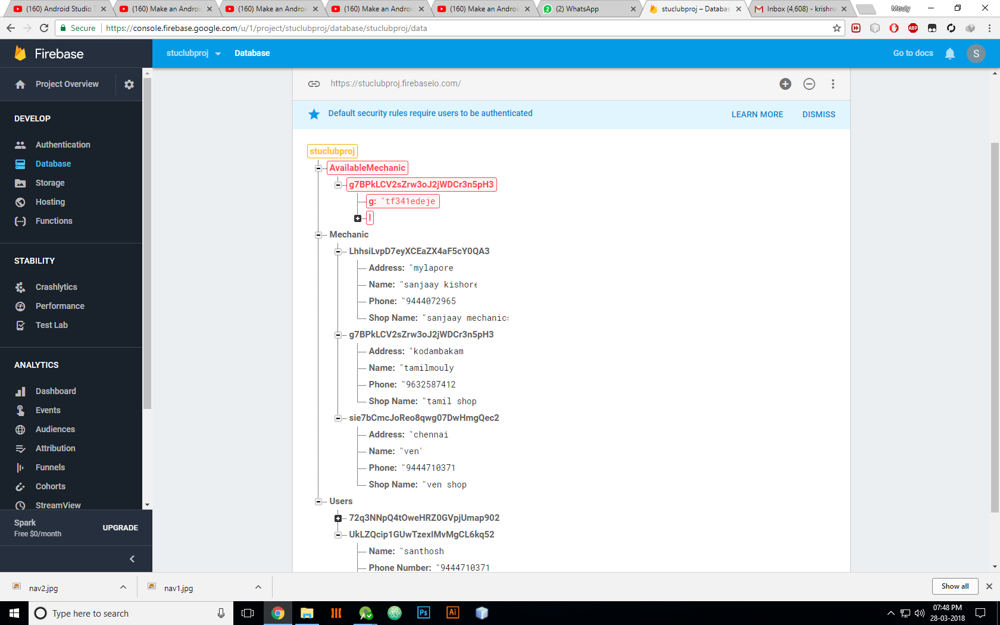 (160) Android Studio T
(160) Make an Androi
(160) Make an Androi
(160) Make an Androi
(160) Make an Androi
(2) WhatsApp
stuclubproj – Databas
Inbox (4,608) - krishna
Mouly
Secure
https://console.firebase.google.com/u/1/project/stuclubproj/database/stuclubproj/data
ABP
Firebase
stuclubproj
Database
Go to docs
S
Project Overview
DEVELOP
Authentication
Database
Storage
Hosting
Functions
STABILITY
Crashlytics
Performance
Test Lab
ANALYTICS
Dashboard
Events
Audiences
Attribution
Funnels
Cohorts
StreamView
Spark
Free $0/month
UPGRADE
https://stuclubproj.firebaseio.com/
Default security rules require users to be authenticated
LEARN MORE
DISMISS
stuclubproj
AvailableMechanic
g7BPkLCV2sZrw3oJ2jWDCr3n5pH3
g: "tf341edeje
l
Mechanic
LhhsiLvpD7eyXCEaZX4aF5cY0QA3
Address: "mylapore
Name: "sanjaay kishore
Phone: "9444072965
Shop Name: "sanjaay mechanics
g7BPkLCV2sZrw3oJ2jWDCr3n5pH3
Address: "kodambakam
Name: "tamilmouly
Phone: "9632587412
Shop Name: "tamil shop
sie7bCmcJoReo8qwg07DwHmgQec2
Address: "chennai
Name: "ven"
Phone: "9444710371
Shop Name: "ven shop
Users
72q3NNpQ4tOweHRZ0GVpjUmap902
UkLZQcip1GUwTzexIMvMgCL6kq52
Name: "santhosh
Phone Number: "9444710371
nav2.jpg
nav1.jpg
Show all
Type here to search
Ps
Ai
07:48 PM
28-03-2018